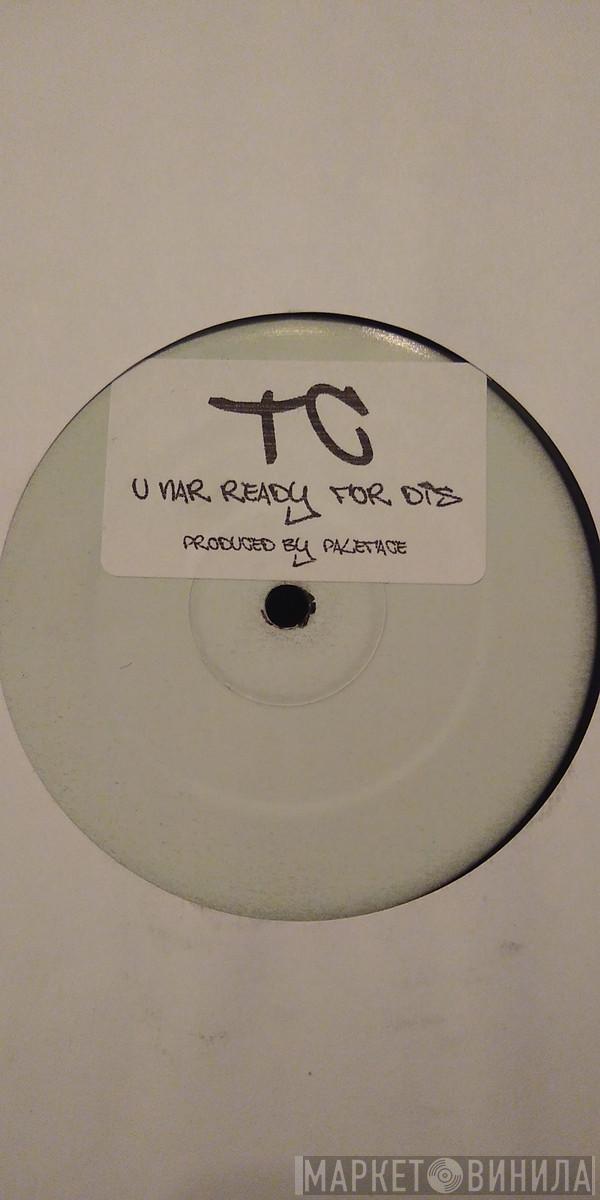 TC
U NAR READY FOR DIS
PRODUCED BY PALEFACE
МАРКЕТ ВИНИЛА